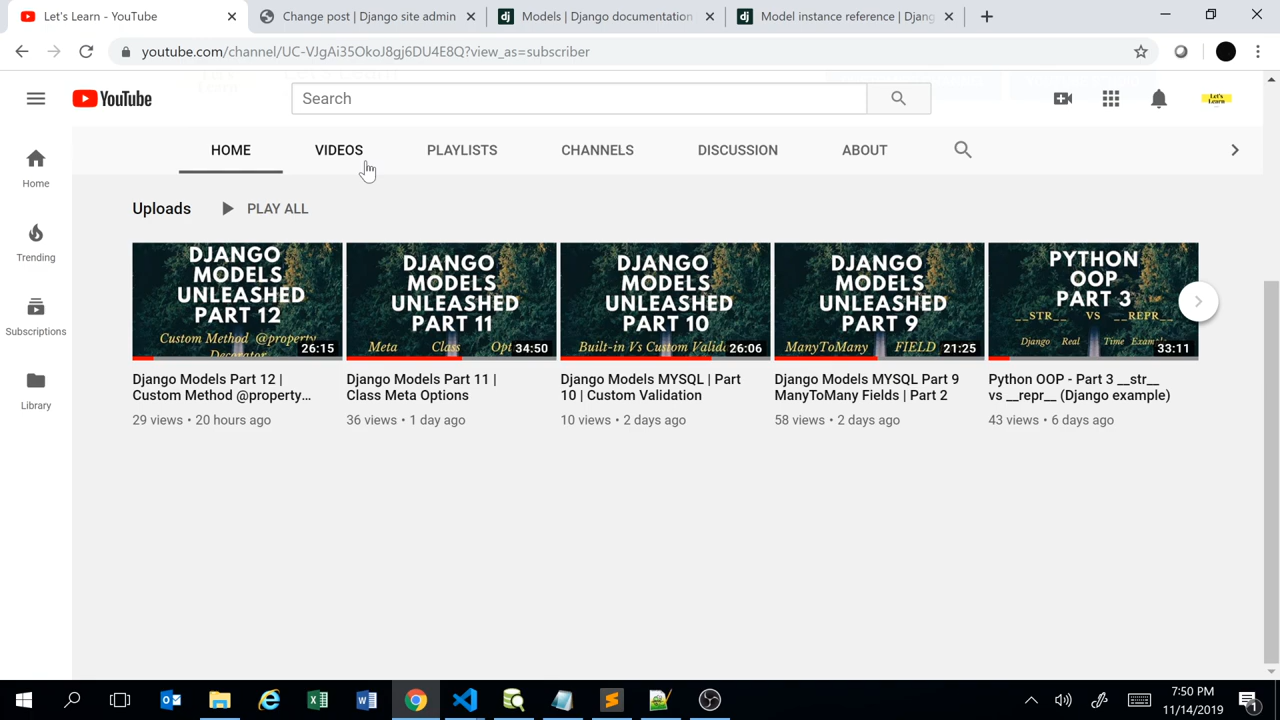 Let's Learn - YouTube
Change post | Django site admin
Models | Django documentation
Model instance reference | Djang
youtube.com/channel/UC-VJgAi35OkoJ8gj6DU4E8Q?view_as=subscriber
YouTube
Search
Let's
Learn
HOME
VIDEOS
PLAYLISTS
CHANNELS
DISCUSSION
ABOUT
Home
Trending
Subscriptions
Library
Uploads
PLAY ALL
DJANGO
MODELS
UNLEASHED
PART 12
Custom Method @property
Decorator
26:15
Django Models Part 12 |
Custom Method @property...
29 views • 20 hours ago
DJANGO
MODELS
UNLEASHED
PART 11
Meta Class Opt
34:50
Django Models Part 11 |
Class Meta Options
36 views • 1 day ago
DJANGO
MODELS
UNLEASHED
PART 10
Built-in Vs Custom Valid
26:06
Django Models MYSQL | Part
10 | Custom Validation
10 views • 2 days ago
DJANGO
MODELS
UNLEASHED
PART 9
ManyToMany FIELD
21:25
Django Models MYSQL Part 9
ManyToMany Fields | Part 2
58 views • 2 days ago
PYTHON
OOP
PART 3
__STR__ VS __REPR__
Django Real Time Exam
33:11
Python OOP - Part 3 __str__
vs __repr__ (Django example)
43 views • 6 days ago
7:50 PM
11/14/2019
1